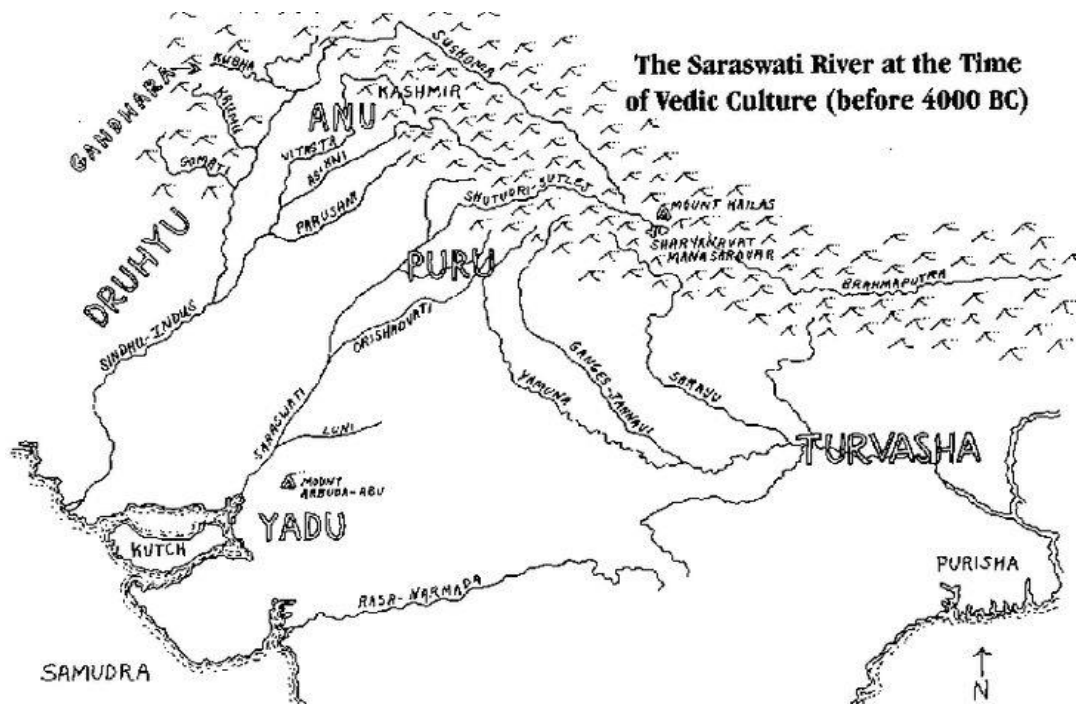 The Saraswati River at the Time
of Vedic Culture (before 4000 BC)
SUSHOMA
KUBHA
GANDHARA
KRUMU
KASHMIR
ANU
GOMATI
VITASTA
ASIKNI
PARUSHNI
SHUTUDRI-SUTLEJ
MOUNT KAILAS
SHARYANAVAT
MANASAROVAR
DRUHYU
PURU
BRAHMAPUTRA
SINDHU-INDUS
DRISHADVATI
SARASWATI
YAMUNA
GANGES-JAHNAVI
SARAYU
LUNI
TURVASHA
MOUNT
ARBUDA-ABU
YADU
KUTCH
PURISHA
RASA-NARMADA
SAMUDRA
N